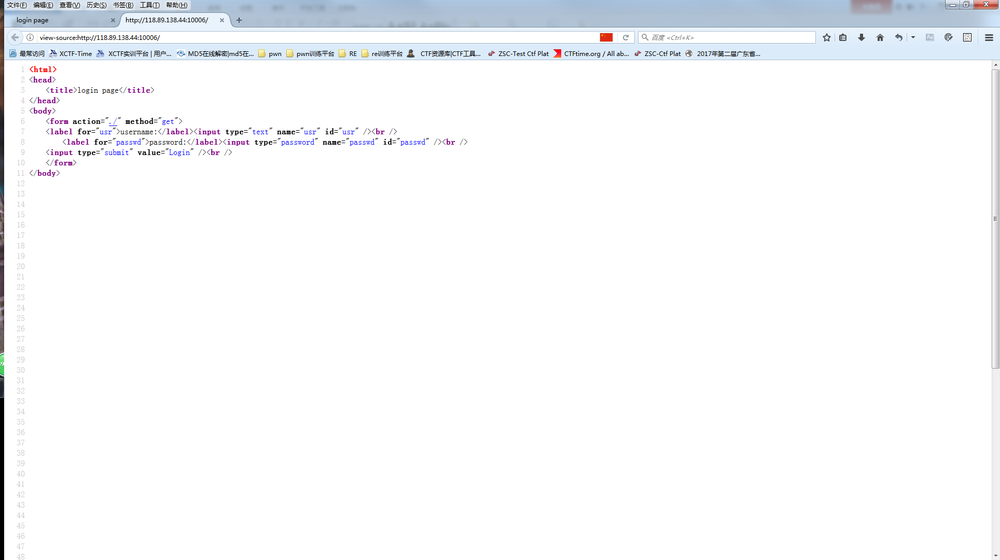 文件(F) 编辑(E) 查看(V) 历史(S) 书签(B) 工具(T) 帮助(H)
login page http://118.89.138.44:10006/
view-source:http://118.89.138.44:10006/ 百度 <Ctrl+K>
最常访问 XCTF-Time XCTF实训平台 | 用户... MD5在线解密|md5在... pwn pwn训练平台 RE re训练平台 CTF资源库|CTF工具... ZSC-Test Ctf Plat CTFtime.org / All ab... ZSC-Ctf Plat 2017年第二届广东省...
1 <html>
2 <head>
3 <title>login page</title>
4 </head>
5 <body>
6 <form action="./" method="get">
7 <label for="usr">username:</label><input type="text" name="usr" id="usr" /><br />
8 <label for="passwd">password:</label><input type="password" name="passwd" id="passwd" /><br />
9 <input type="submit" value="Login" /><br />
10 </form>
11 </body>
12
13
14
15
16
17
18
19
20
21
22
23
24
25
26
27
28
29
30
31
32
33
34
35
36
37
38
39
40
41
42
43
44
45
46
47
48